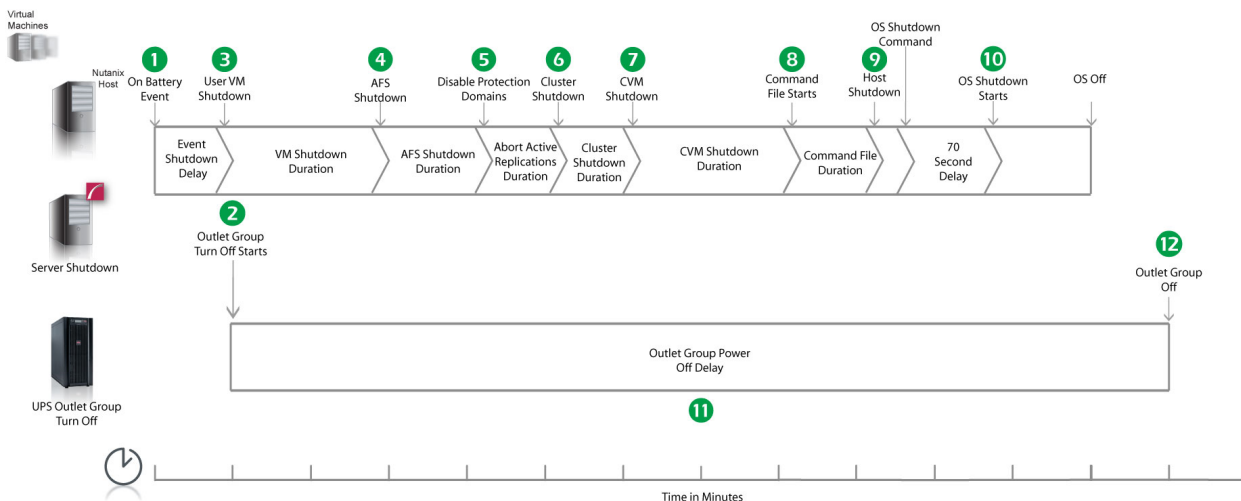 Virtual
Machines
Nutanix
Host
1
On Battery
Event
3
User VM
Shutdown
4
AFS
Shutdown
5
Disable Protection
Domains
6
Cluster
Shutdown
7
CVM
Shutdown
8
Command
File Starts
9
Host
Shutdown
OS Shutdown
Command
10
OS Shutdown
Starts
OS Off
Event
Shutdown
Delay
VM Shutdown
Duration
AFS Shutdown
Duration
Abort Active
Replications
Duration
Cluster
Shutdown
Duration
CVM Shutdown
Duration
Command File
Duration
70
Second
Delay
Server Shutdown
2
Outlet Group
Turn Off Starts
12
Outlet Group
Off
UPS Outlet Group
Turn Off
Outlet Group Power
Off Delay
11
Time in Minutes